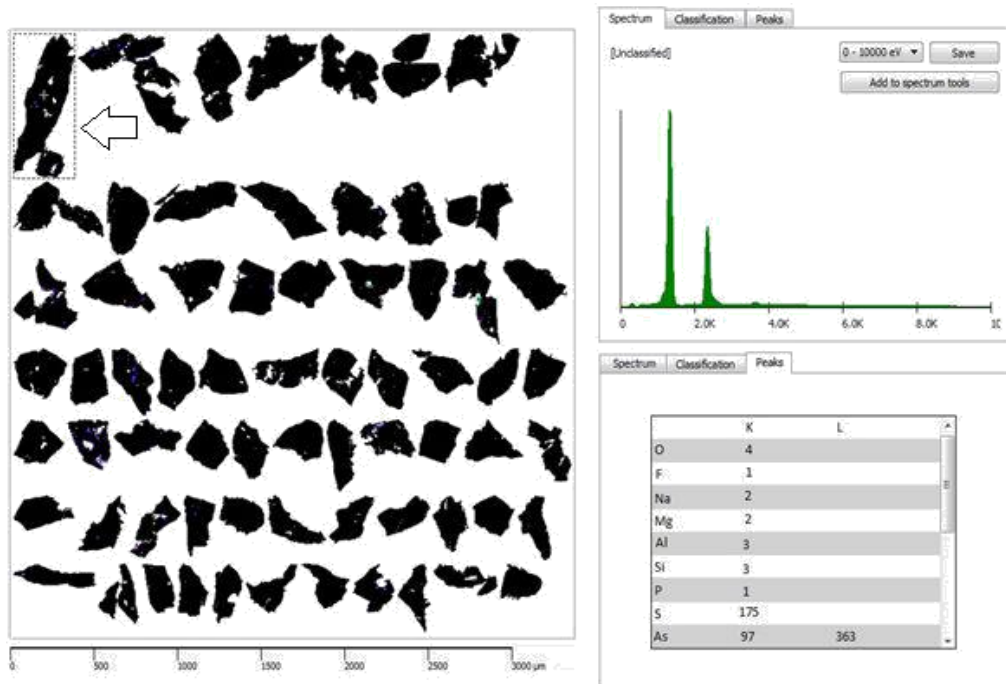 Spectrum Classification Peaks
[Unclassified] 0 - 10000 eV Save
Add to spectrum tools
0 2.0K 4.0K 6.0K 8.0K 1C
Spectrum Classification Peaks
K L
O 4
F 1
Na 2
Mg 2
Al 3
Si 3
P 1
S 175
As 97 363
0 500 1000 1500 2000 2500 3000 µm